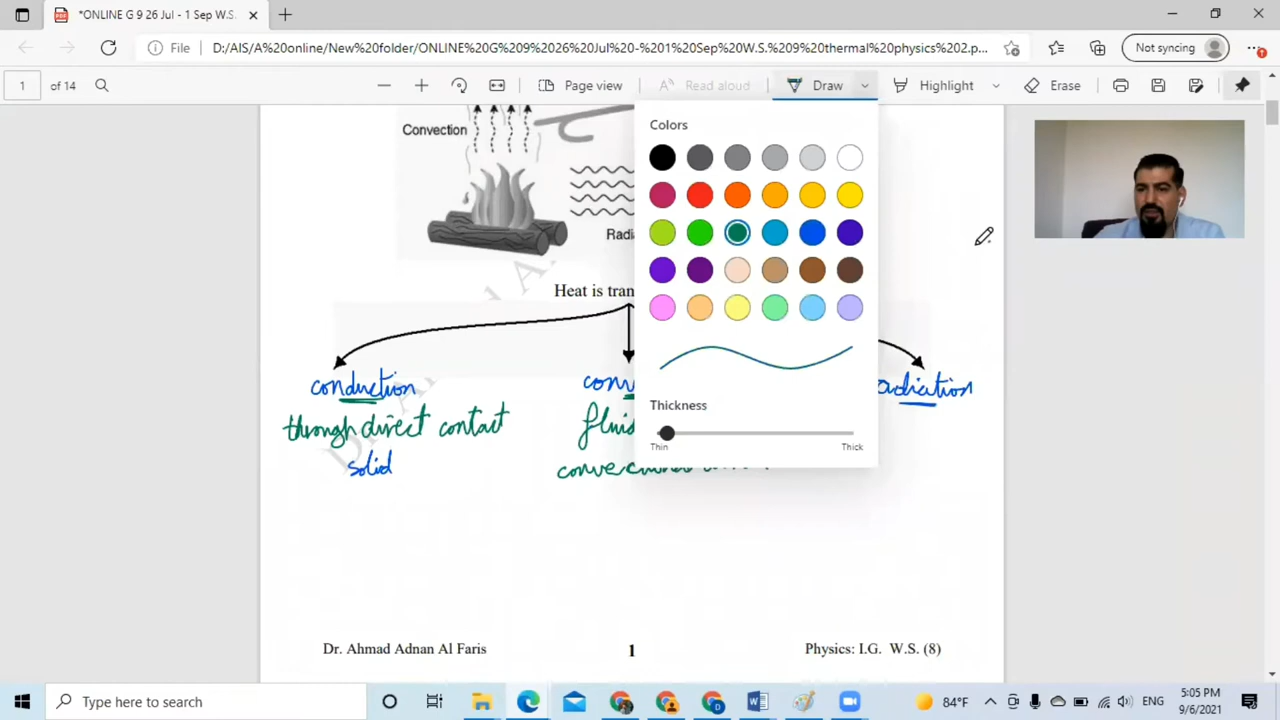 *ONLINE G 9 26 Jul - 1 Sep W.S.
Not syncing
File D:/AIS/A%20online/New%20folder/ONLINE%20G%209%2026%20Jul%20-%201%20Sep%20W.S.%209%20thermal%20physics%202.p...
1 of 14 Page view Read aloud Draw Highlight Erase
Colors
Convection
Heat is tran
conduction
through direct contact
solid
fluid
Thickness
Thin Thick
Dr. Ahmad Adnan Al Faris 1 Physics: I.G. W.S. (8)
Type here to search
84°F ENG 5:05 PM
9/6/2021